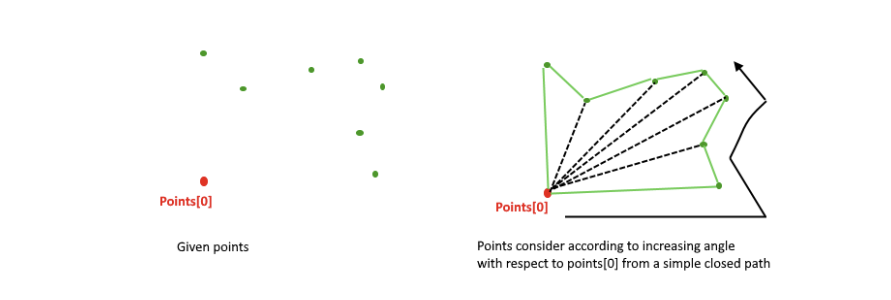 Points[0]
Given points
Points[0]
Points consider according to increasing angle
with respect to points[0] from a simple closed path